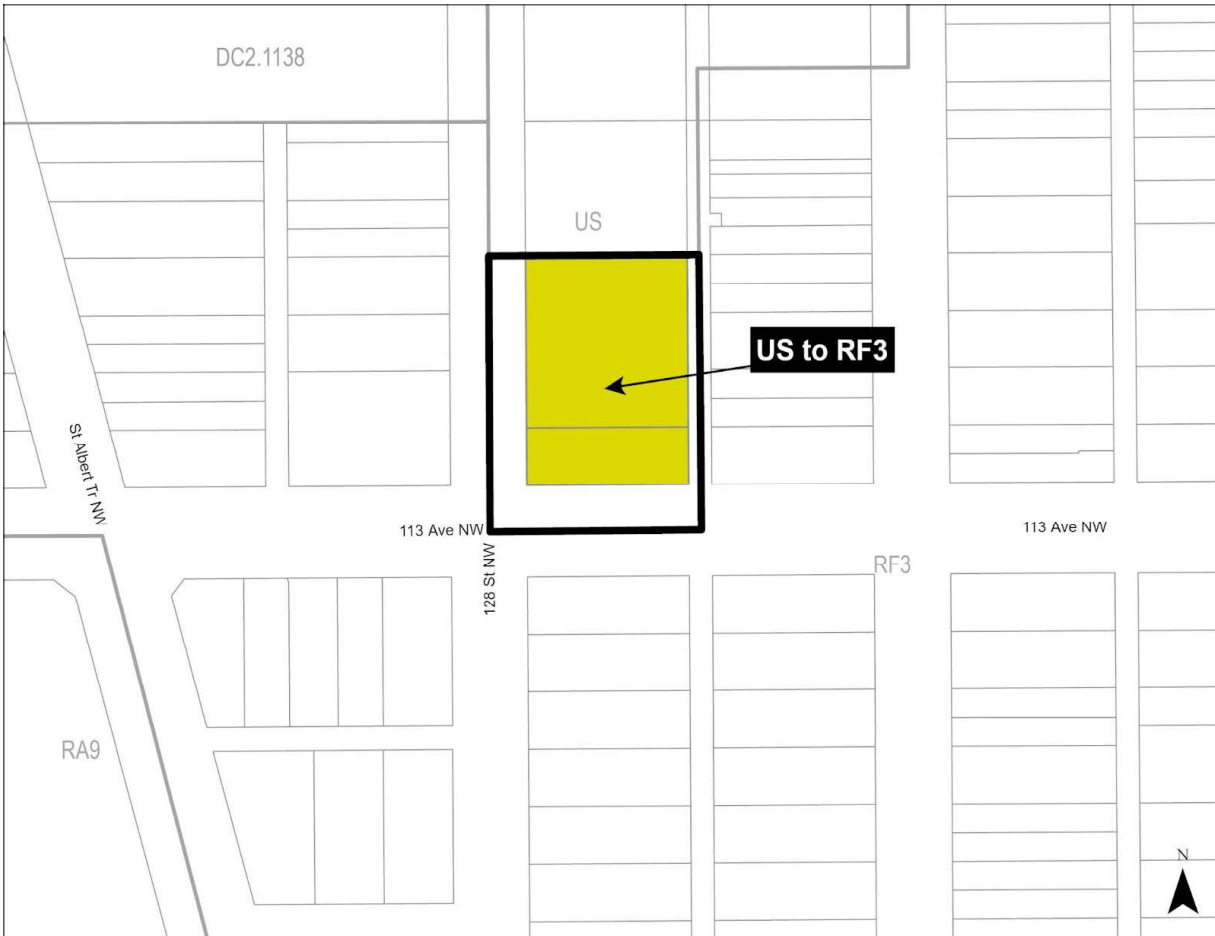 DC2.1138
US
US to RF3
St Albert Tr NW
113 Ave NW
113 Ave NW
128 St NW
RF3
RA9
N